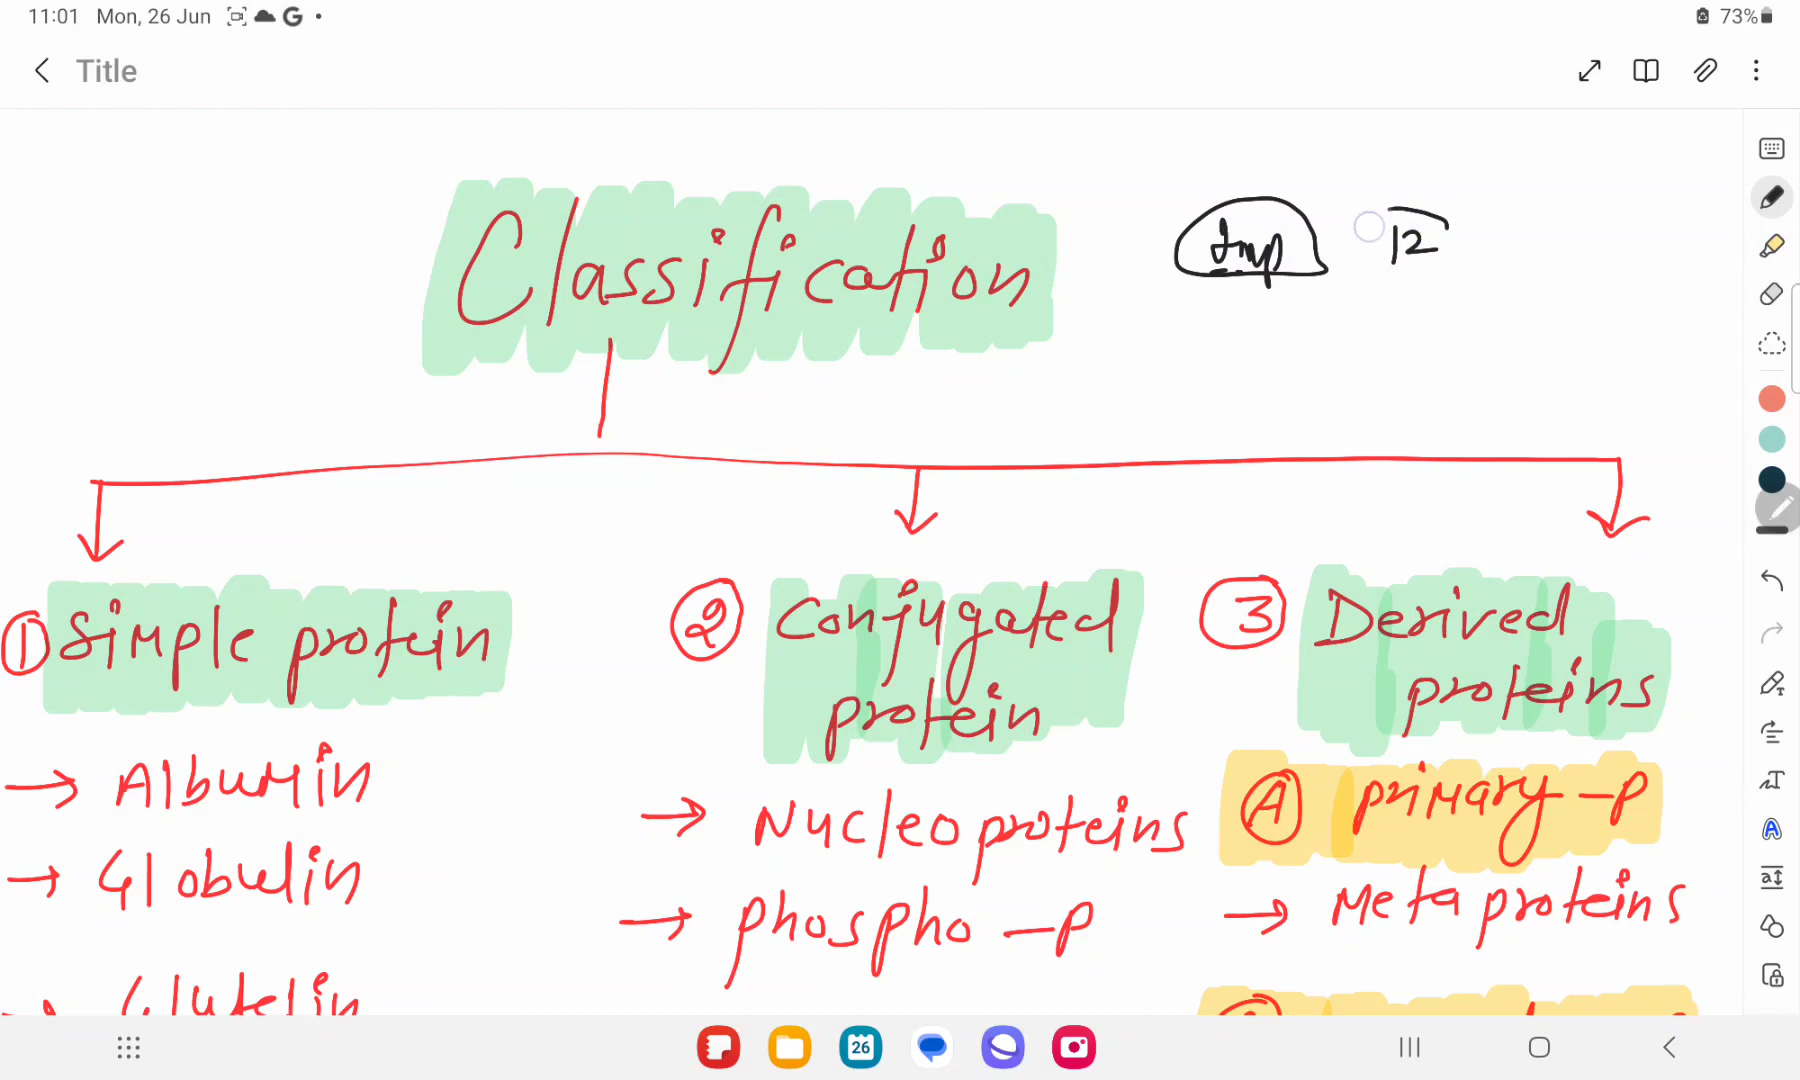 11:01 Mon, 26 Jun
73%
Title
Classification
Imp
12
① Simple protein
② Conjugated protein
③ Derived proteins
→ Albumin
→ Globulin
→ Glutelin
→ Nucleoproteins
→ phospho-p
Ⓐ primary-p
→ Metaproteins
26